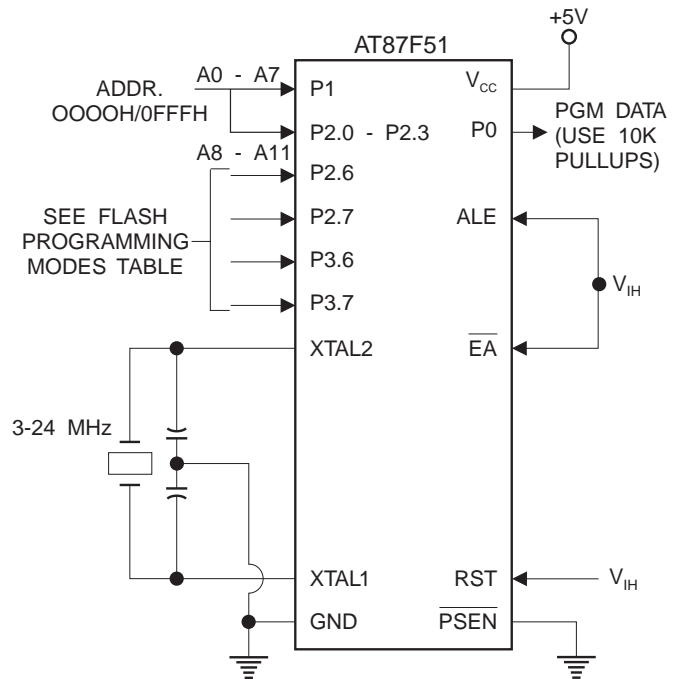 +5V
AT87F51
ADDR.
OOOOH/0FFFH
A0 - A7
P1
VCC
PGM DATA
(USE 10K
PULLUPS)
P2.0 - P2.3
P0
A8 - A11
P2.6
SEE FLASH
PROGRAMMING
MODES TABLE
P2.7
ALE
P3.6
VIH
P3.7
XTAL2
EA
3-24 MHz
XTAL1
RST
VIH
GND
PSEN